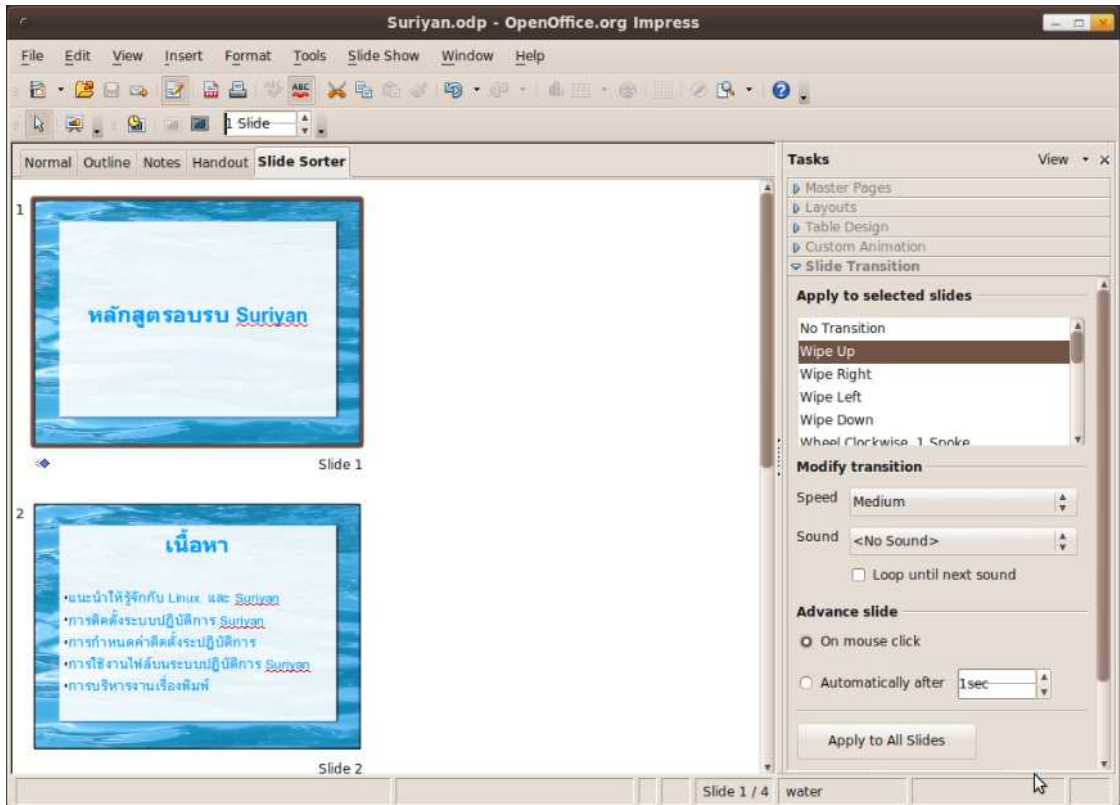 Suriyan.odp - OpenOffice.org Impress
File Edit View Insert Format Tools Slide Show Window Help
ABC
1 Slide
Normal Outline Notes Handout Slide Sorter
1
หลักสูตรอบรบ Suriyan
Slide 1
2
เนื้อหา
•แนะนำให้รู้จักกับ Linux และ Suriyan
•การติดตั้งระบบปฏิบัติการ Suriyan
•การกำหนดค่าติดตั้งระปฏิบัติการ
•การใช้งานไฟล์บนระบบปฏิบัติการ Suriyan
•การบริหารงานเรื่องพิมพ์
Slide 2
Tasks View
Master Pages
Layouts
Table Design
Custom Animation
Slide Transition
Apply to selected slides
No Transition
Wipe Up
Wipe Right
Wipe Left
Wipe Down
Wheel Clockwise, 1 Spoke
Modify transition
Speed Medium
Sound <No Sound>
Loop until next sound
Advance slide
On mouse click
Automatically after 1sec
Apply to All Slides
Slide 1 / 4 water